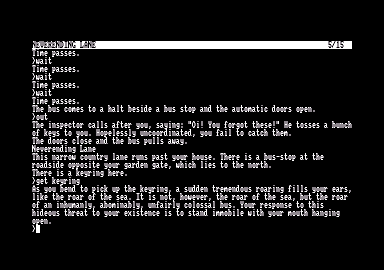 NEVERENDING LANE 5/15
Time passes.
>wait
Time passes.
>wait
Time passes.
>wait
Time passes.
The bus comes to a halt beside a bus stop and the automatic doors open.
>out
The inspector calls after you, saying: "Oi! You forgot these!" He tosses a bunch
of keys to you. Hopelessly uncoordinated, you fail to catch them.
The doors close and the bus pulls away.
Neverending Lane
This narrow country lane runs past your house. There is a bus-stop at the
roadside opposite your garden gate, which lies to the north.
There is a keyring here.
>get keyring
As you bend to pick up the keyring, a sudden tremendous roaring fills your ears,
like the roar of the sea. It is not, however, the roar of the sea, but the roar
of an inhumanly, abominably, unfairly colossal bus. Your response to this
hideous threat to your existence is to stand immobile with your mouth hanging
open.
>